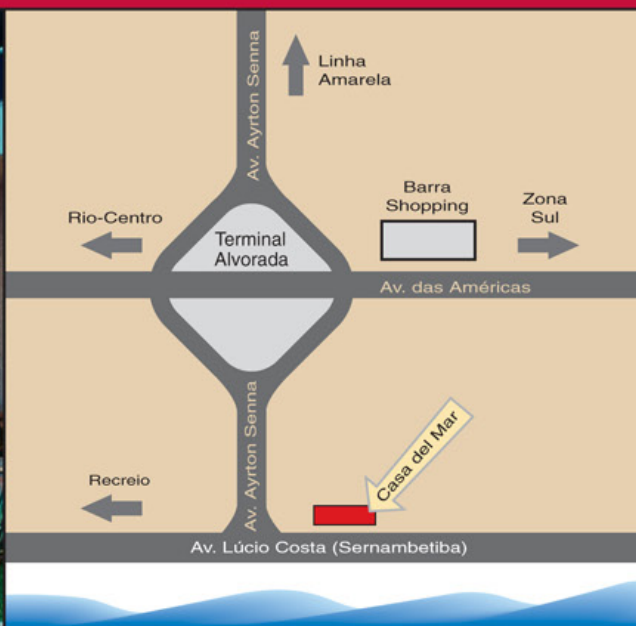 Av. Ayrton Senna
Linha
Amarela
Rio-Centro
Terminal
Alvorada
Barra
Shopping
Zona
Sul
Av. das Américas
Av. Ayrton Senna
Casa del Mar
Recreio
Av. Lúcio Costa (Sernambetiba)